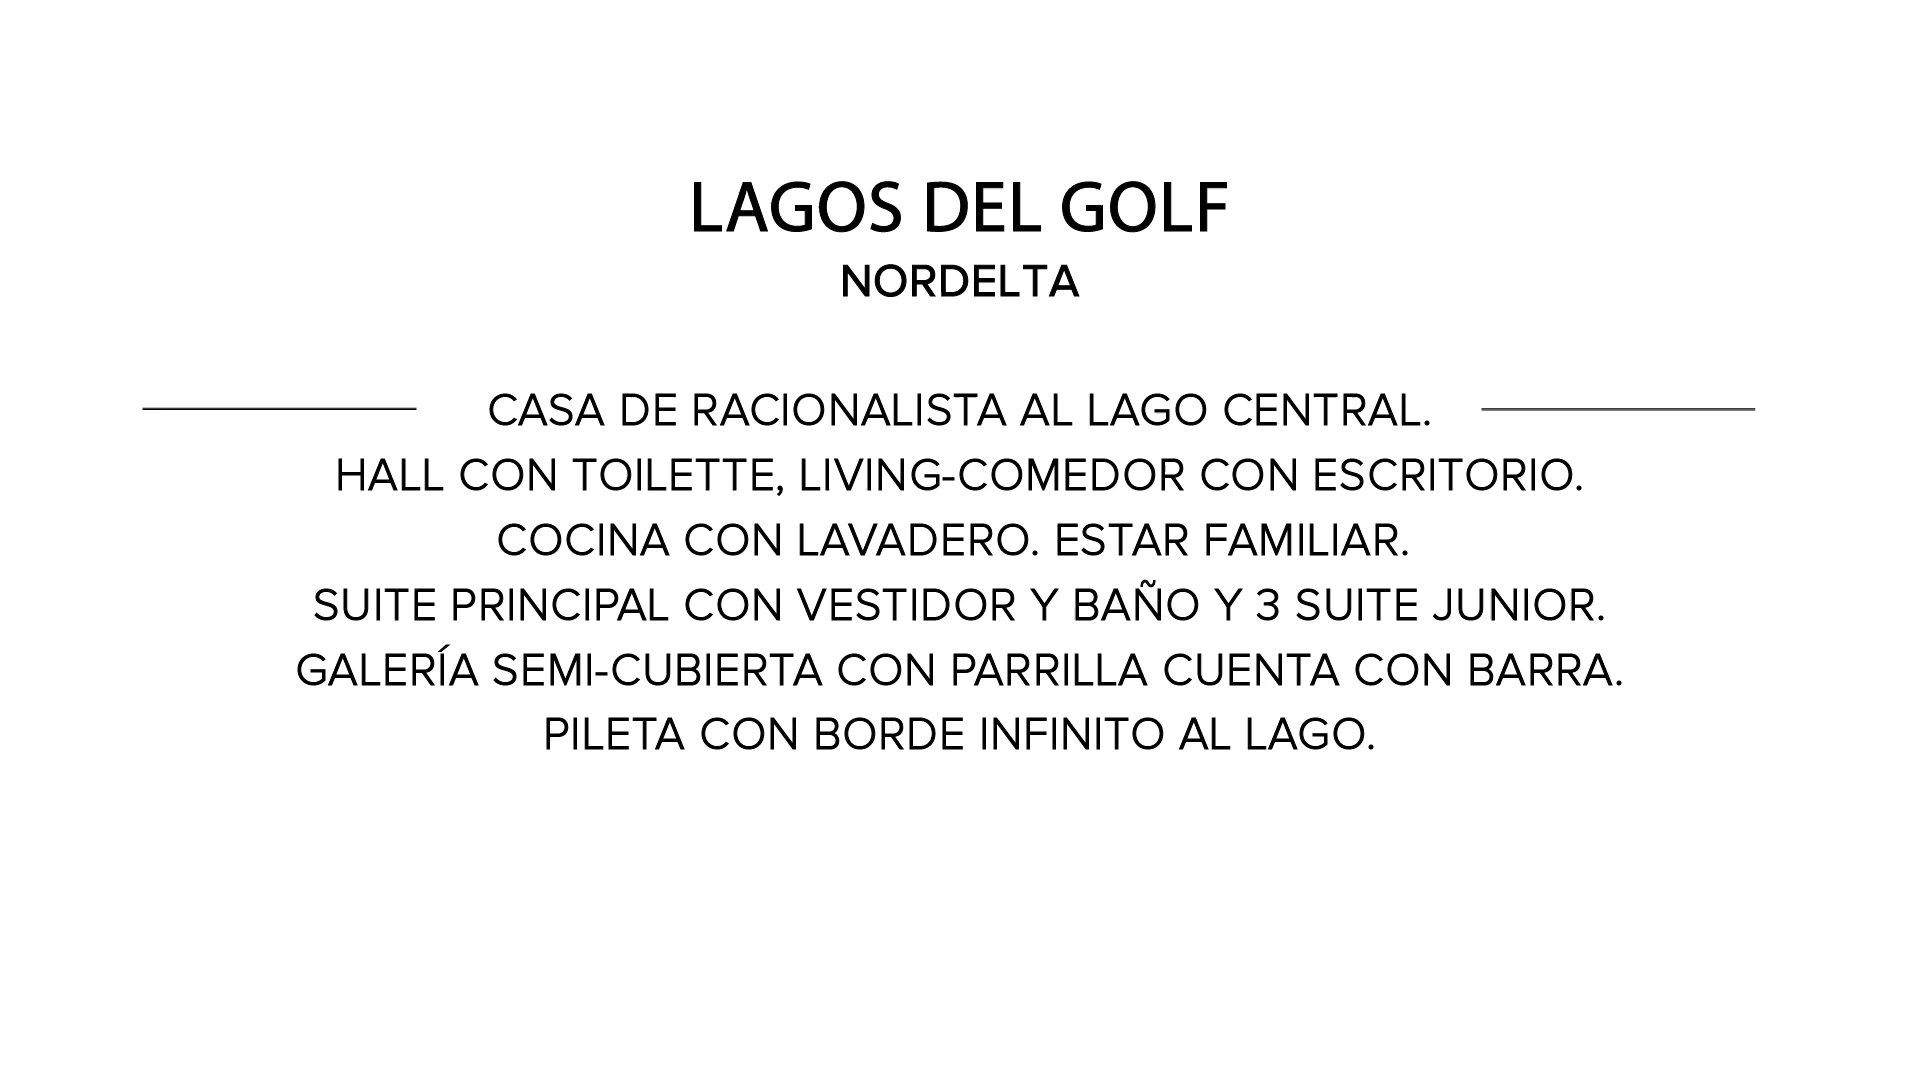 LAGOS DEL GOLF
NORDELTA
CASA DE RACIONALISTA AL LAGO CENTRAL.
HALL CON TOILETTE, LIVING-COMEDOR CON ESCRITORIO.
COCINA CON LAVADERO. ESTAR FAMILIAR.
SUITE PRINCIPAL CON VESTIDOR Y BAÑO Y 3 SUITE JUNIOR.
GALERÍA SEMI-CUBIERTA CON PARRILLA CUENTA CON BARRA.
PILETA CON BORDE INFINITO AL LAGO.